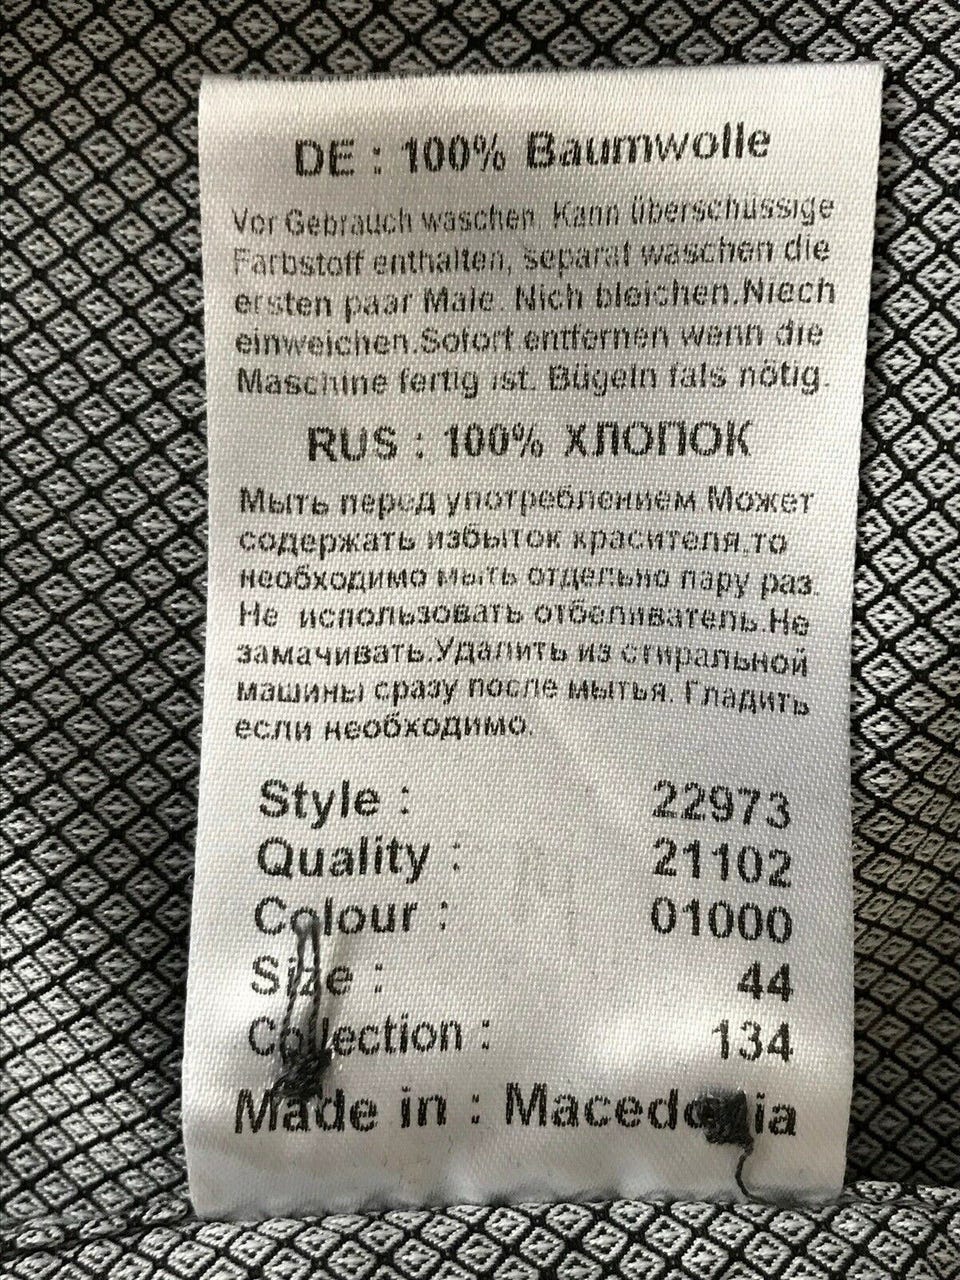 DE : 100% Baumwolle
Vor Gebrauch waschen. Kann überschüssige
Farbstoff enthalten, separat waschen die
ersten paar Male. Nich bleichen.Niech
einweichen.Sofort entfernen wenn die
Maschine fertig ist. Bügeln fals nötig.
RUS : 100% ХЛОПОК
Мыть перед употреблением.Может
содержать избыток красителя,то
необходимо мыть отдельно пару раз.
Не использовать отбеливатель.Не
замачивать.Удалить из стиральной
машины сразу после мытья. Гладить
если необходимо.
Style : 22973
Quality : 21102
Colour : 01000
Size : 44
Collection : 134
Made in : Macedonia